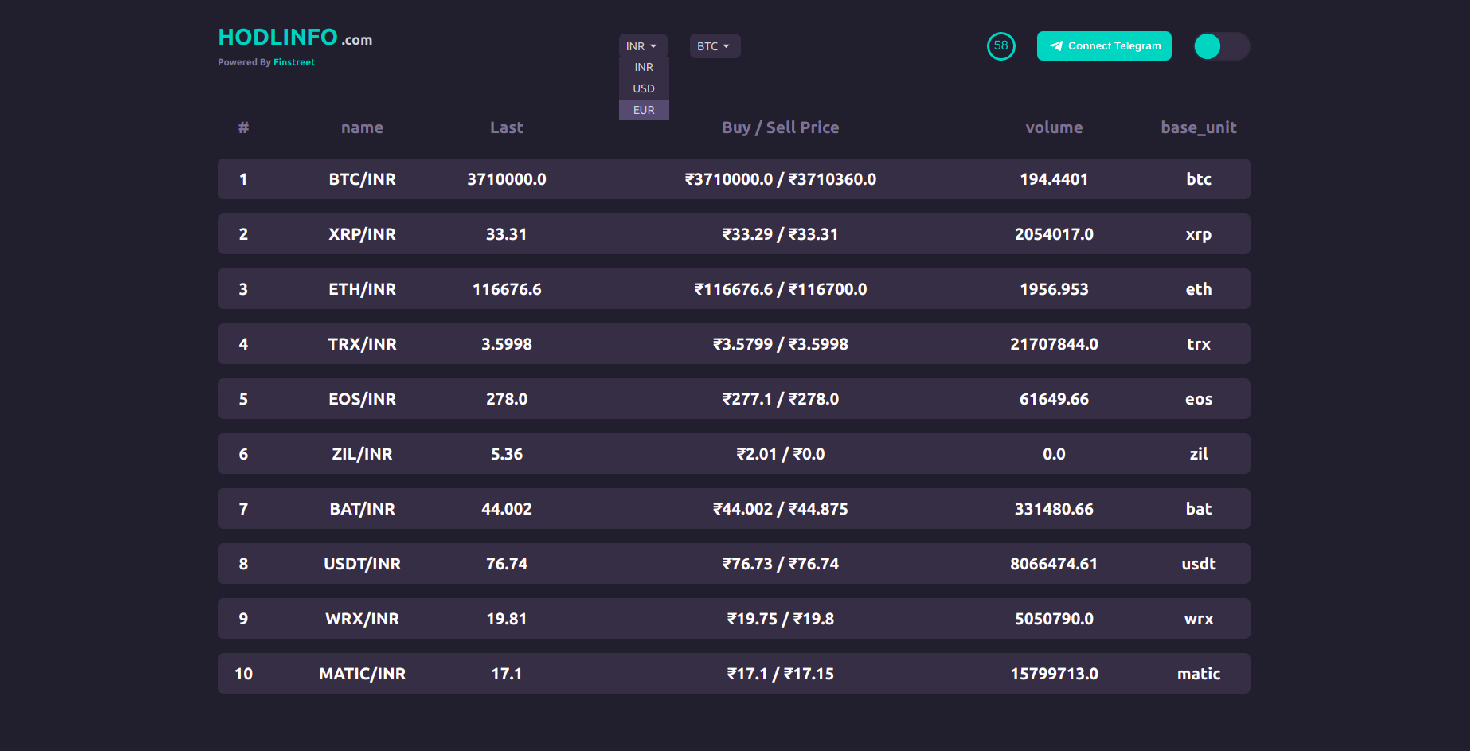 HODLINFO .com
Powered By Finstreet
INR BTC 58 Connect Telegram
INR
USD
EUR
# name Last Buy / Sell Price volume base_unit
1 BTC/INR 3710000.0 ₹3710000.0 / ₹3710360.0 194.4401 btc
2 XRP/INR 33.31 ₹33.29 / ₹33.31 2054017.0 xrp
3 ETH/INR 116676.6 ₹116676.6 / ₹116700.0 1956.953 eth
4 TRX/INR 3.5998 ₹3.5799 / ₹3.5998 21707844.0 trx
5 EOS/INR 278.0 ₹277.1 / ₹278.0 61649.66 eos
6 ZIL/INR 5.36 ₹2.01 / ₹0.0 0.0 zil
7 BAT/INR 44.002 ₹44.002 / ₹44.875 331480.66 bat
8 USDT/INR 76.74 ₹76.73 / ₹76.74 8066474.61 usdt
9 WRX/INR 19.81 ₹19.75 / ₹19.8 5050790.0 wrx
10 MATIC/INR 17.1 ₹17.1 / ₹17.15 15799713.0 matic